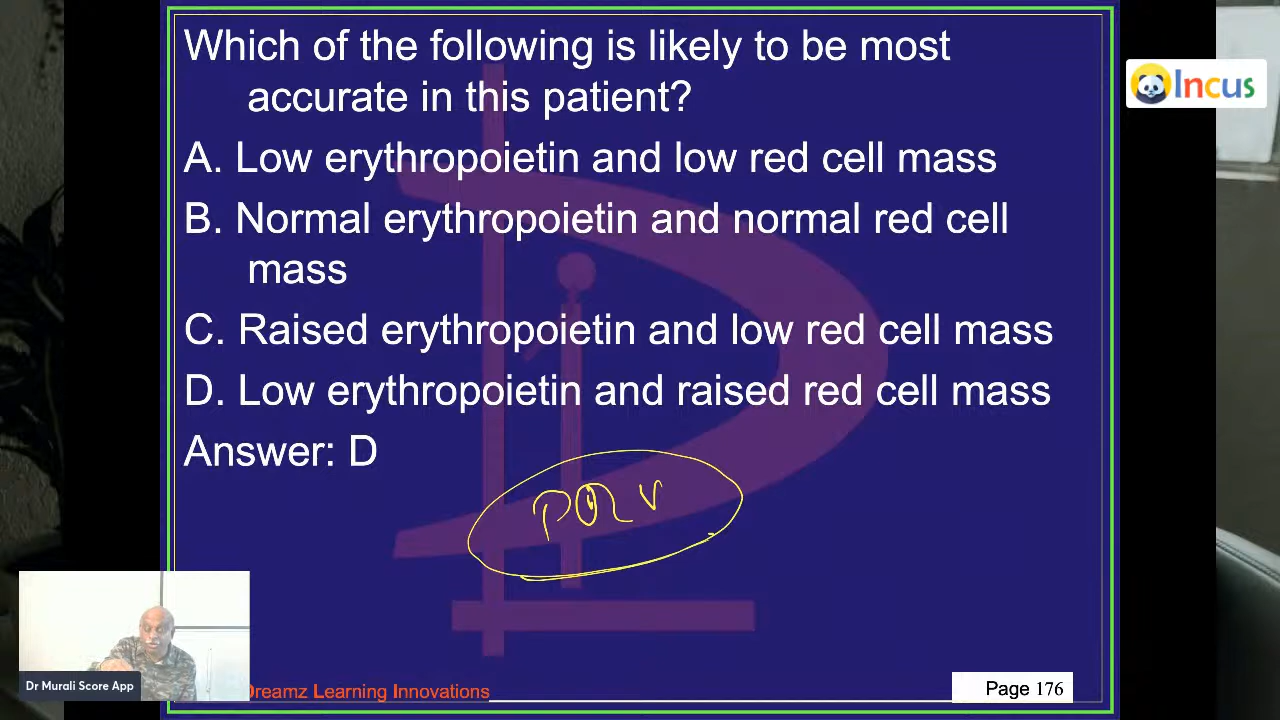 Which of the following is likely to be most
accurate in this patient?
A. Low erythropoietin and low red cell mass
B. Normal erythropoietin and normal red cell
mass
C. Raised erythropoietin and low red cell mass
D. Low erythropoietin and raised red cell mass
Answer: D
Incus
Dr Murali Score App
Dreamz Learning Innovations
Page 176